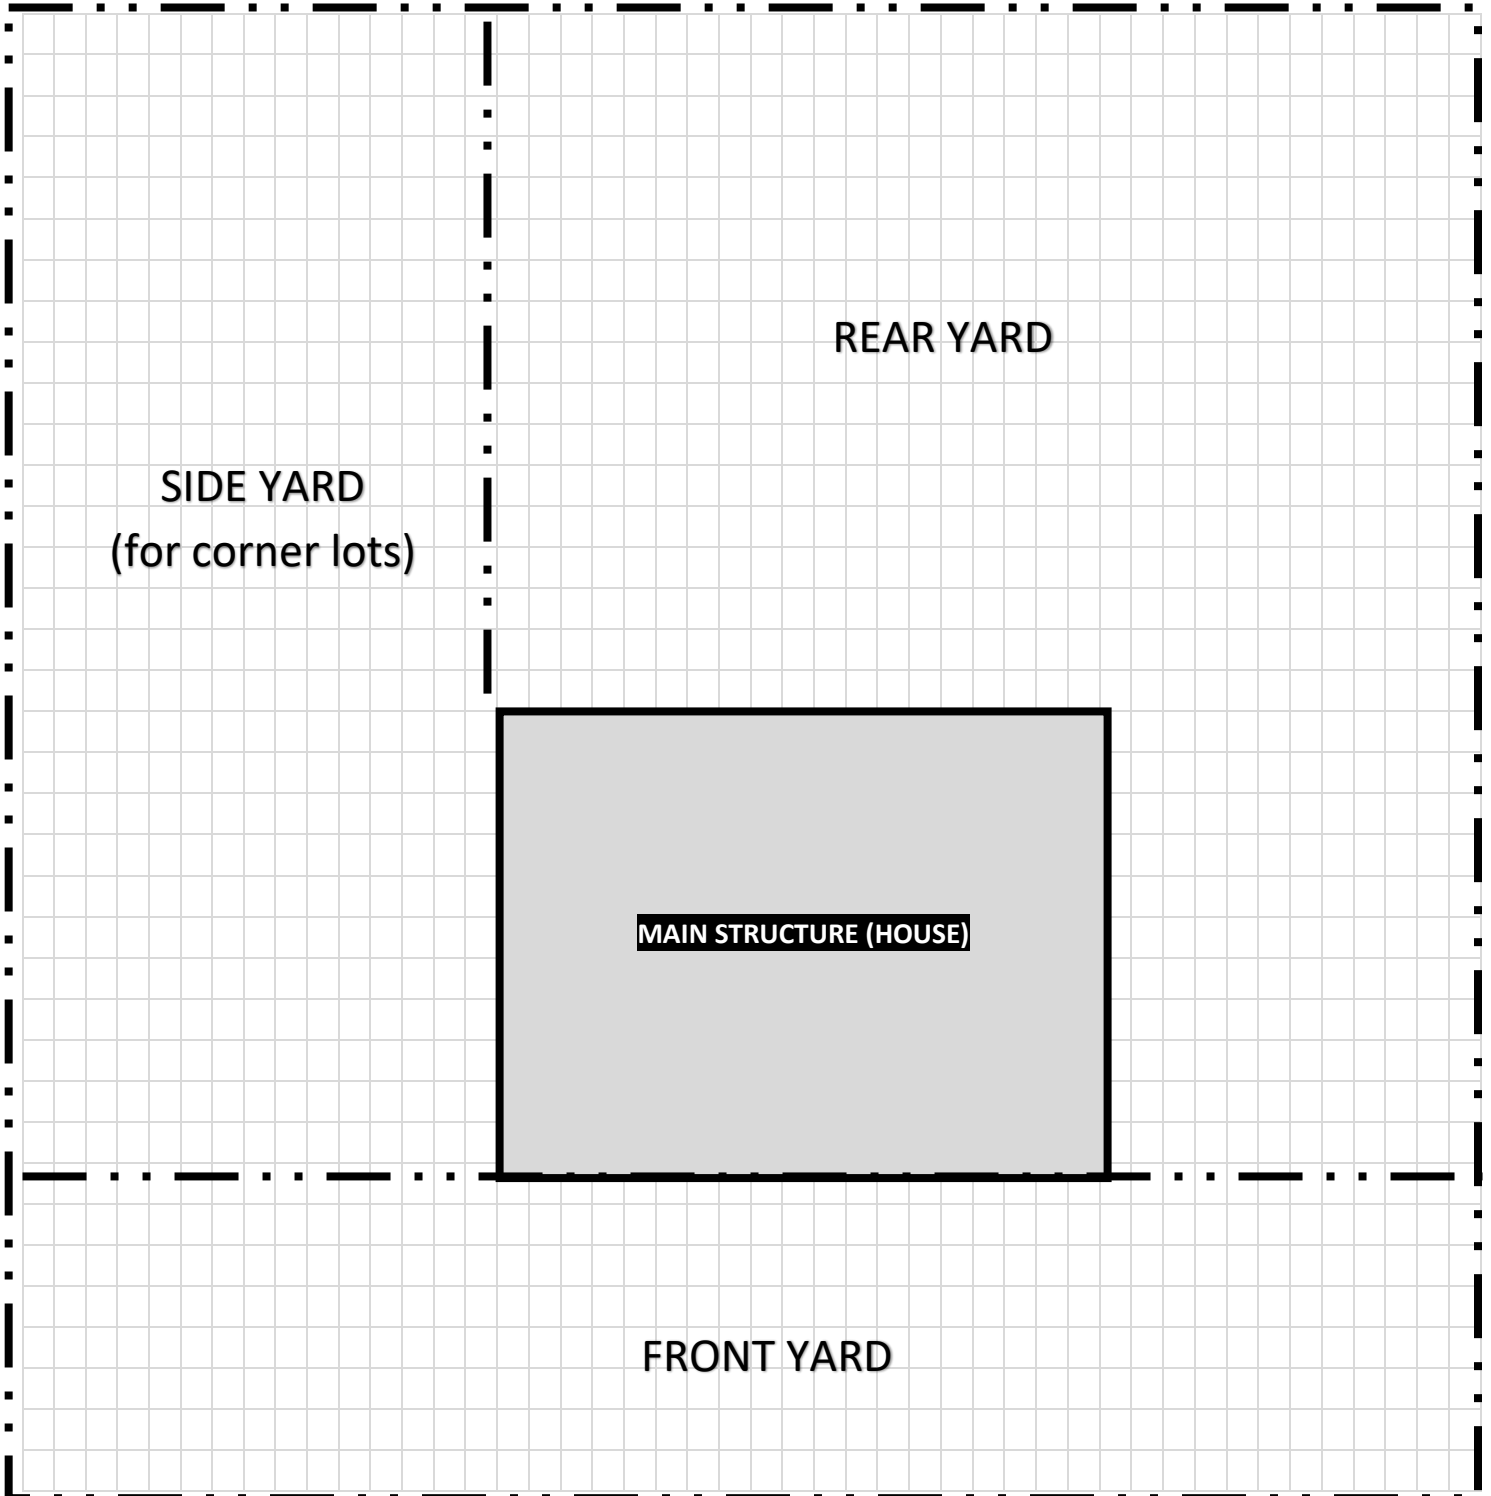 REAR YARD
SIDE YARD
(for corner lots)
MAIN STRUCTURE (HOUSE)
FRONT YARD